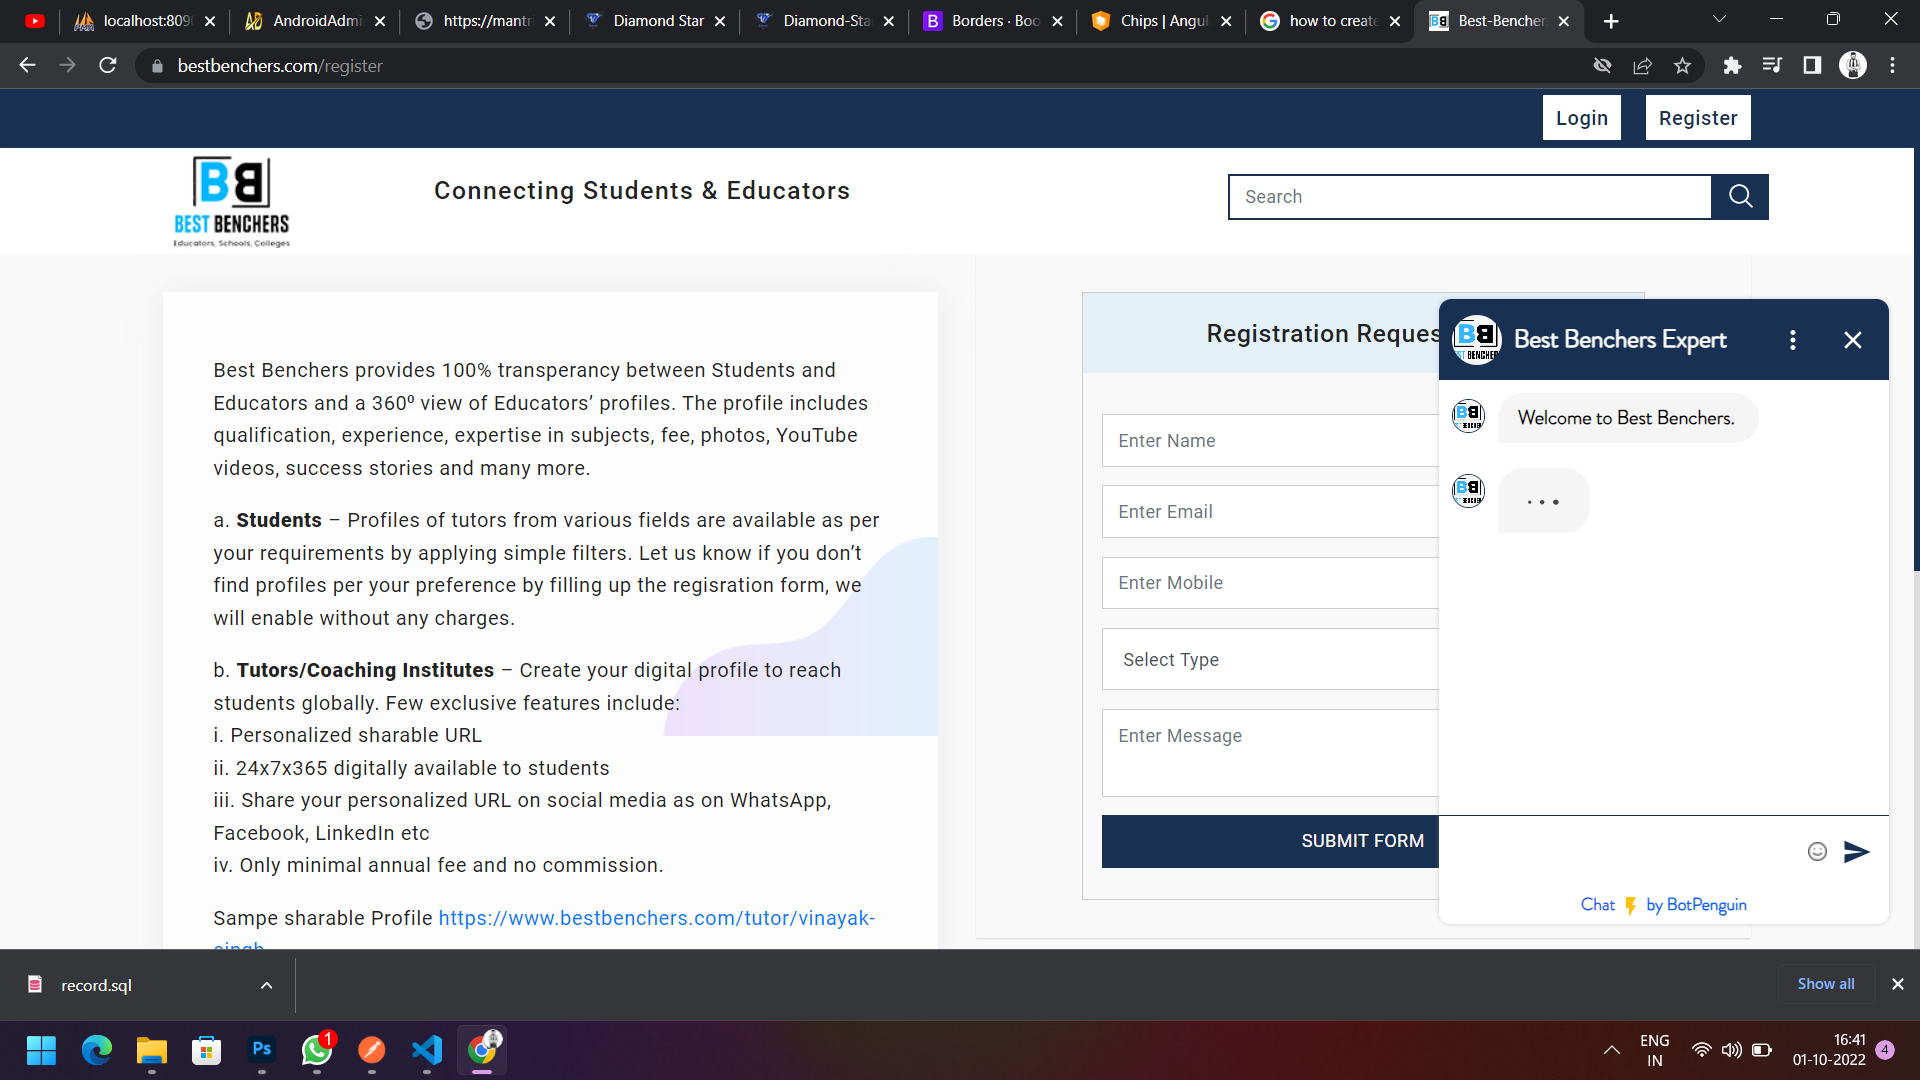 localhost:809
AndroidAdmi
https://mant
Diamond Star
Diamond-Sta
Borders · Boo
Chips | Angul
how to create
Best-Bencher
bestbenchers.com/register
Login
Register
BB
BEST BENCHERS
Educators, Schools, Colleges
Connecting Students & Educators
Search
Best Benchers provides 100% transperancy between Students and
Educators and a 360⁰ view of Educators’ profiles. The profile includes
qualification, experience, expertise in subjects, fee, photos, YouTube
videos, success stories and many more.
a. Students – Profiles of tutors from various fields are available as per
your requirements by applying simple filters. Let us know if you don’t
find profiles per your preference by filling up the regisration form, we
will enable without any charges.
b. Tutors/Coaching Institutes – Create your digital profile to reach
students globally. Few exclusive features include:
i. Personalized sharable URL
ii. 24x7x365 digitally available to students
iii. Share your personalized URL on social media as on WhatsApp,
Facebook, LinkedIn etc
iv. Only minimal annual fee and no commission.
Sampe sharable Profile https://www.bestbenchers.com/tutor/vinayak-
singh
Registration Reques
Enter Name
Enter Email
Enter Mobile
Select Type
Enter Message
SUBMIT FORM
Best Benchers Expert
Welcome to Best Benchers.
Chat by BotPenguin
record.sql
Show all
Ps
1
ENG
IN
16:41
01-10-2022
4